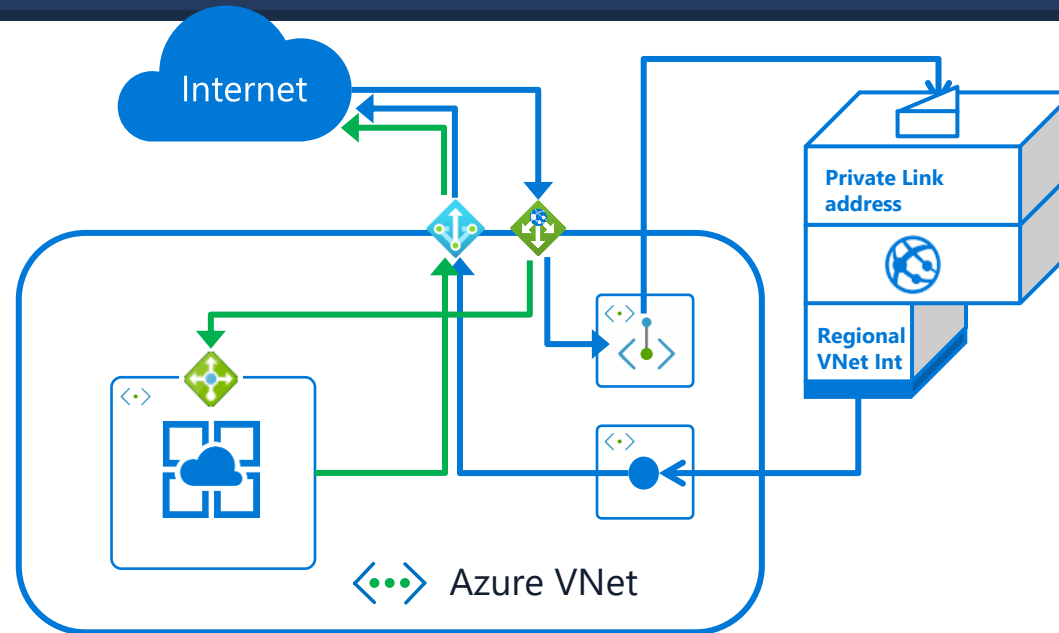 Internet
Private Link
address
Regional
VNet Int
Azure VNet